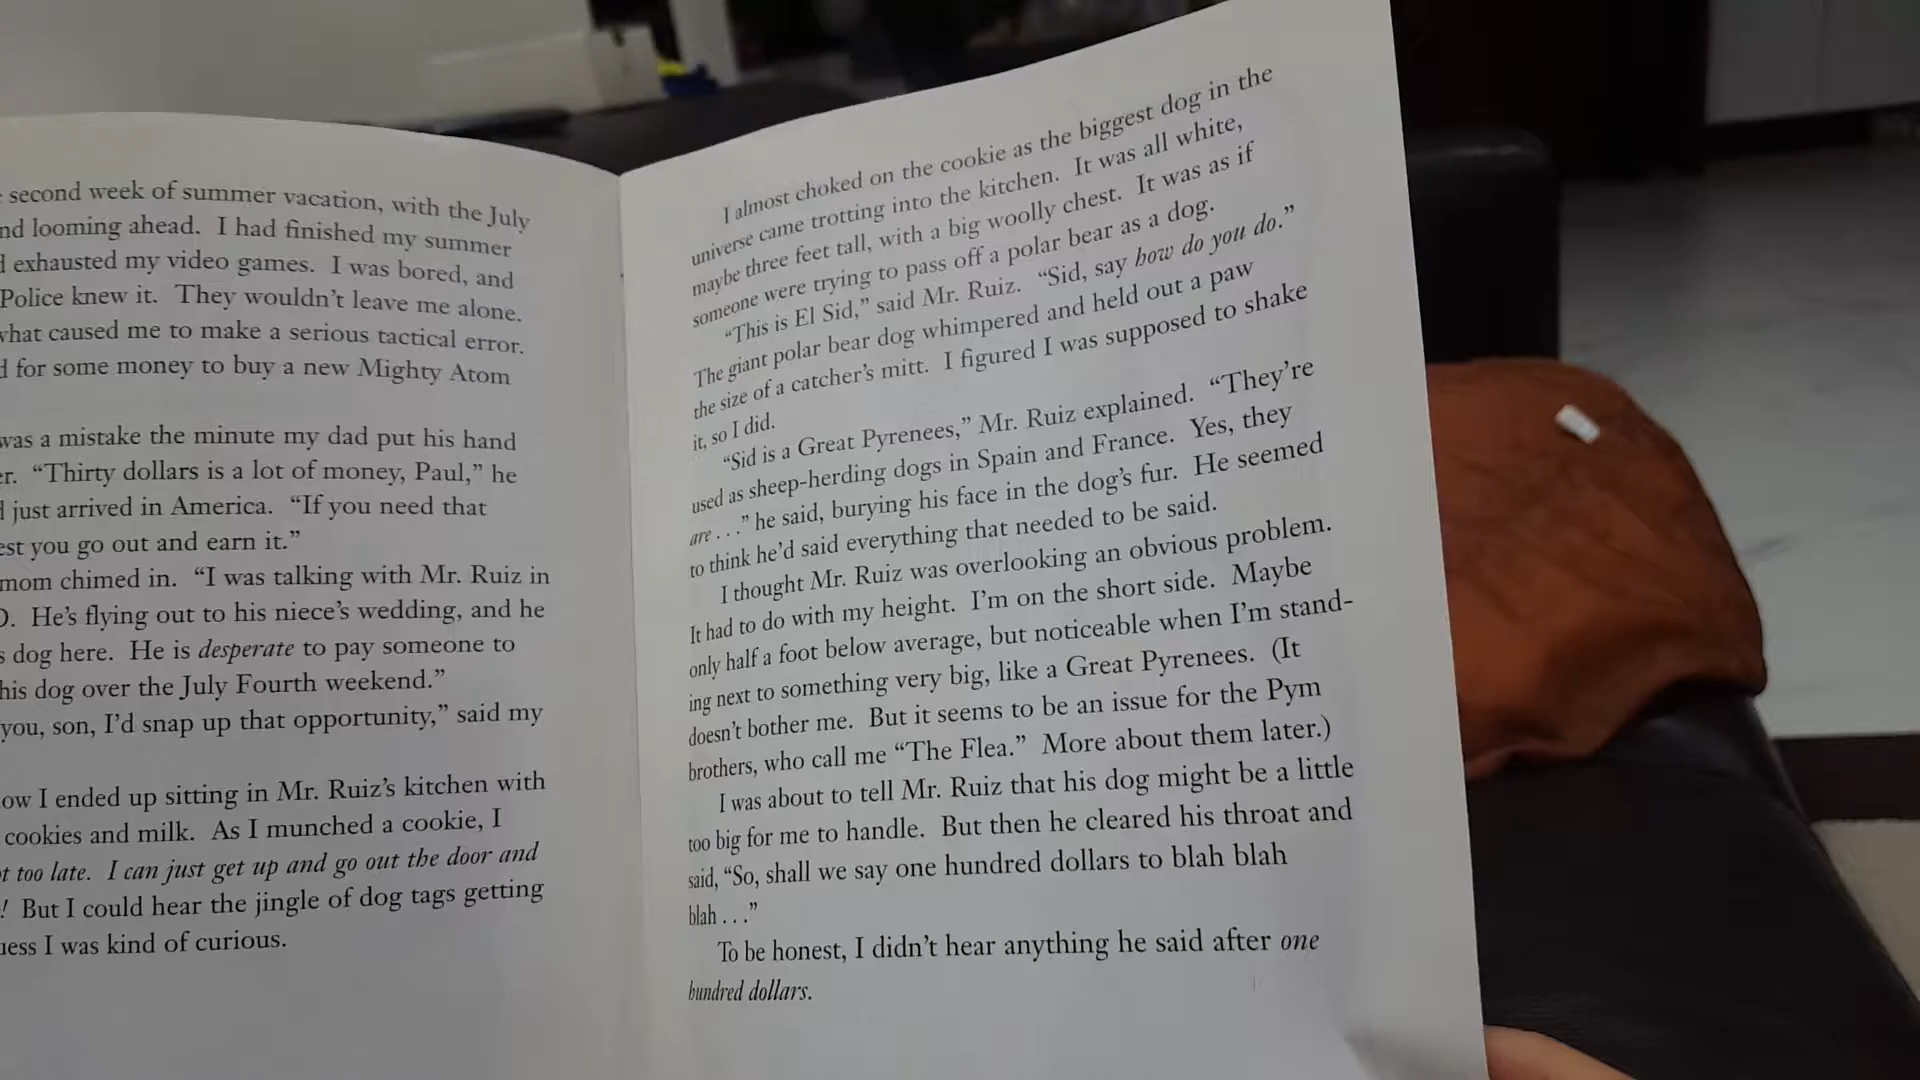 second week of summer vacation, with the July
looming ahead. I had finished my summer
exhausted my video games. I was bored, and
Police knew it. They wouldn't leave me alone.
what caused me to make a serious tactical error.
for some money to buy a new Mighty Atom
was a mistake the minute my dad put his hand
"Thirty dollars is a lot of money, Paul," he
just arrived in America. "If you need that
you go out and earn it."
mom chimed in. "I was talking with Mr. Ruiz in
He's flying out to his niece's wedding, and he
dog here. He is desperate to pay someone to
his dog over the July Fourth weekend."
you, son, I'd snap up that opportunity," said my
I ended up sitting in Mr. Ruiz's kitchen with
cookies and milk. As I munched a cookie, I
too late. I can just get up and go out the door and
! But I could hear the jingle of dog tags getting
I was kind of curious.
I almost choked on the cookie as the biggest dog in the
universe came trotting into the kitchen. It was all white,
maybe three feet tall, with a big woolly chest. It was as if
someone were trying to pass off a polar bear as a dog.
"This is El Sid," said Mr. Ruiz. "Sid, say how do you do."
The giant polar bear dog whimpered and held out a paw
the size of a catcher's mitt. I figured I was supposed to shake
it, so I did.
"Sid is a Great Pyrenees," Mr. Ruiz explained. "They're
used as sheep-herding dogs in Spain and France. Yes, they
are . . ." he said, burying his face in the dog's fur. He seemed
to think he'd said everything that needed to be said.
I thought Mr. Ruiz was overlooking an obvious problem.
It had to do with my height. I'm on the short side. Maybe
only half a foot below average, but noticeable when I'm stand-
ing next to something very big, like a Great Pyrenees. (It
doesn't bother me. But it seems to be an issue for the Pym
brothers, who call me "The Flea." More about them later.)
I was about to tell Mr. Ruiz that his dog might be a little
too big for me to handle. But then he cleared his throat and
said, "So, shall we say one hundred dollars to blah blah
blah . . ."
To be honest, I didn't hear anything he said after one
hundred dollars.